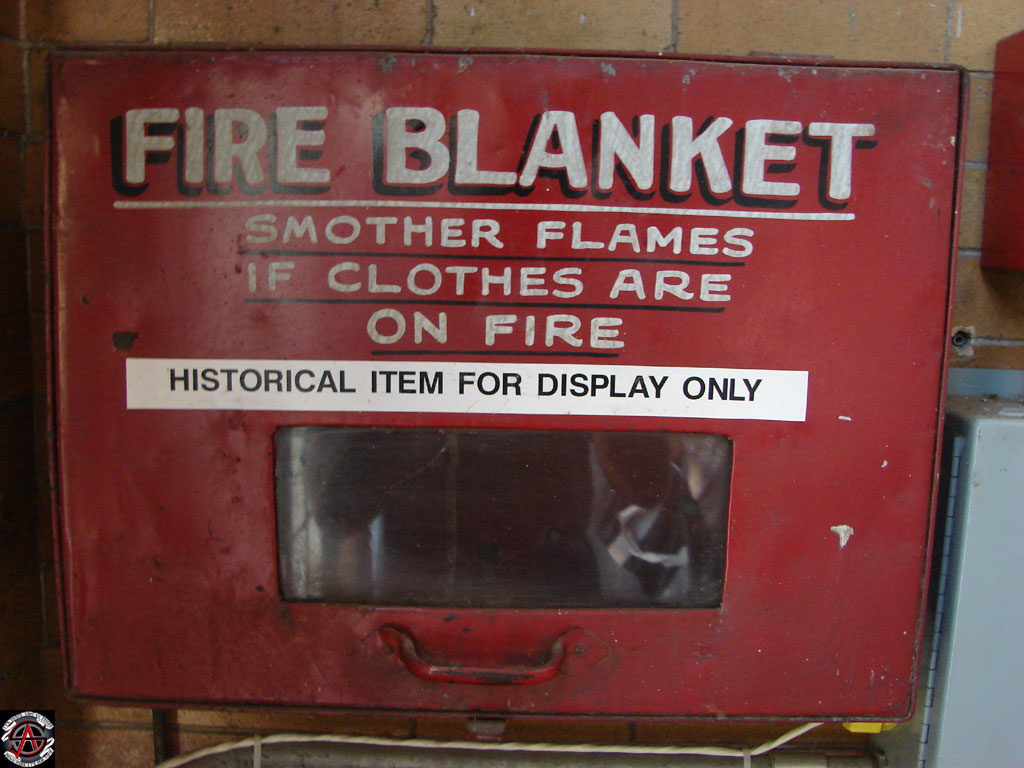 FIRE BLANKET
SMOTHER FLAMES
IF CLOTHES ARE
ON FIRE
HISTORICAL ITEM FOR DISPLAY ONLY